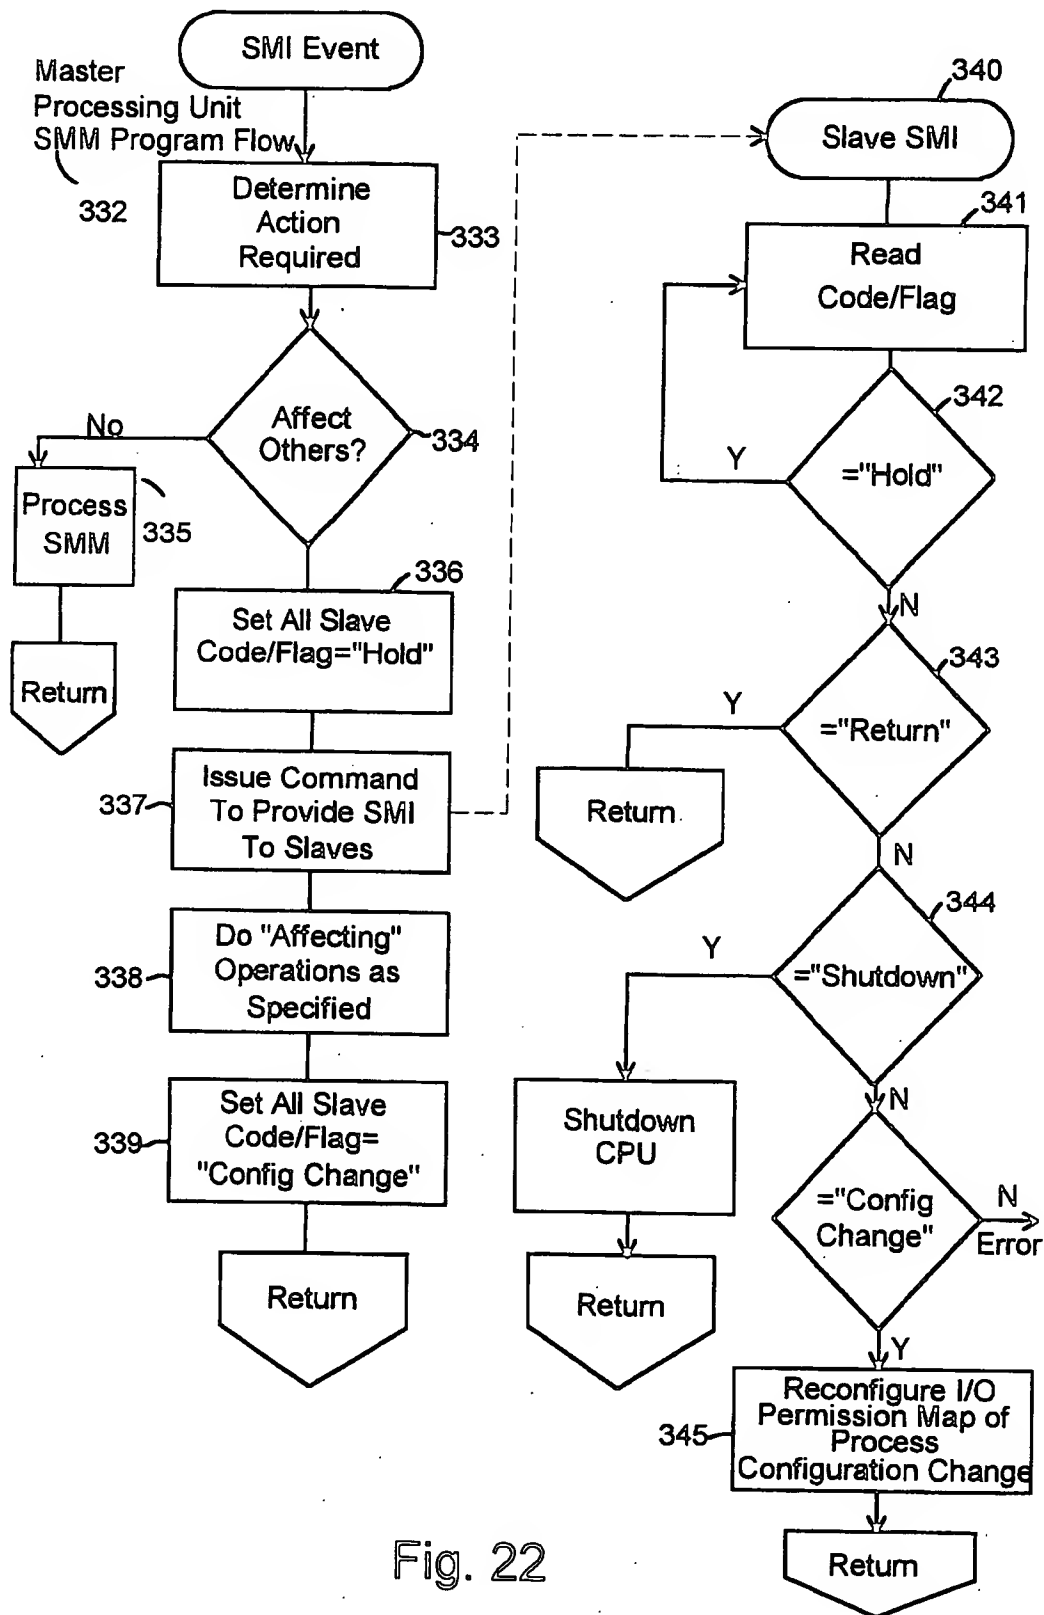 SMI Event
Master
Processing Unit
SMM Program Flow
332
Determine
Action
Required
333
Affect
Others?
334
No
Process
SMM
335
Return
336
Set All Slave
Code/Flag="Hold"
Issue Command
To Provide SMI
To Slaves
337
Do "Affecting"
Operations as
Specified
338
Set All Slave
Code/Flag=
"Config Change"
339
Return
340
Slave SMI
341
Read
Code/Flag
342
="Hold"
Y
N
343
="Return"
Y
Return
N
344
="Shutdown"
Y
Shutdown
CPU
Return
N
="Config
Change"
N
Error
Y
Reconfigure I/O
Permission Map of
Process
Configuration Change
345
Return
Fig. 22